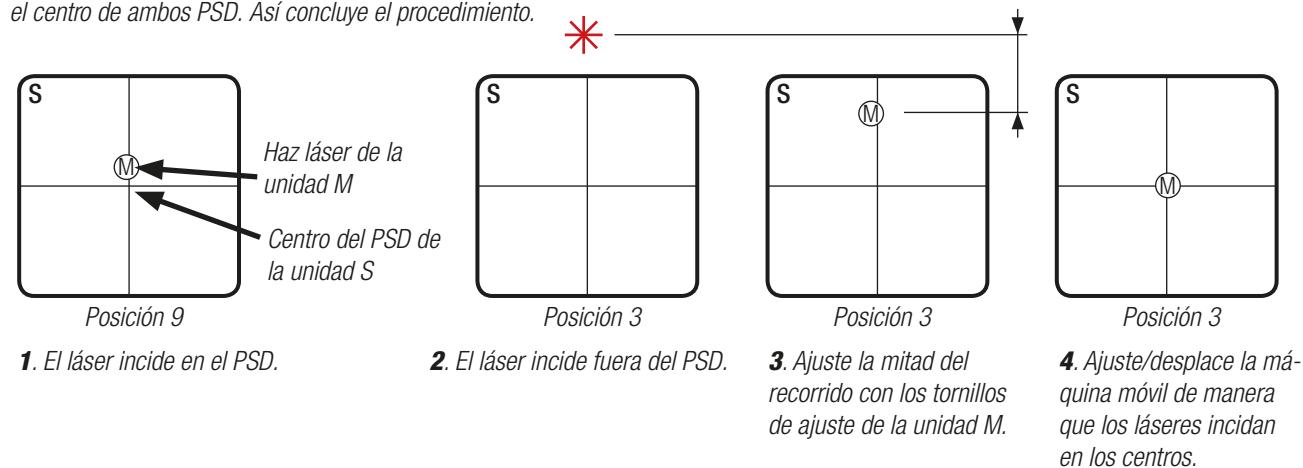 el centro de ambos PSD. Así concluye el procedimiento.
S
M
Haz láser de la
unidad M
Centro del PSD de
la unidad S
Posición 9
1. El láser incide en el PSD.
S
Posición 3
2. El láser incide fuera del PSD.
S
M
Posición 3
3. Ajuste la mitad del
recorrido con los tornillos
de ajuste de la unidad M.
S
M
Posición 3
4. Ajuste/desplace la má-
quina móvil de manera
que los láseres incidan
en los centros.